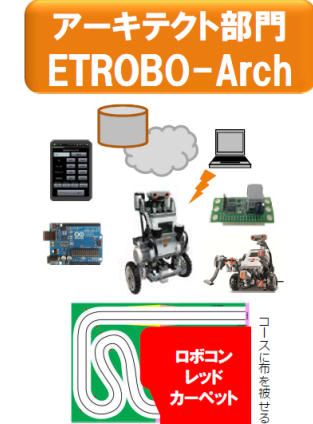 アーキテクト部門
ETROBO-Arch
ロボコン
レッド
カーペット
コースに布を被せる